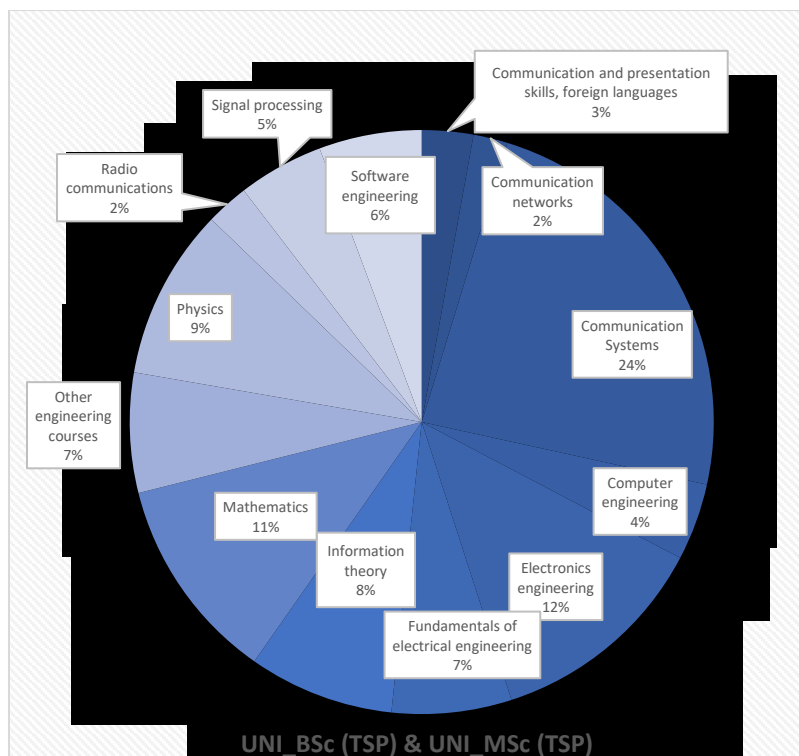 Communication and presentation
skills, foreign languages
3%
Communication
networks
2%
Communication
Systems
24%
Computer
engineering
4%
Electronics
engineering
12%
Fundamentals of
electrical engineering
7%
Information
theory
8%
Mathematics
11%
Other
engineering
courses
7%
Physics
9%
Radio
communications
2%
Signal processing
5%
Software
engineering
6%
UNI_BSc (TSP) & UNI_MSc (TSP)